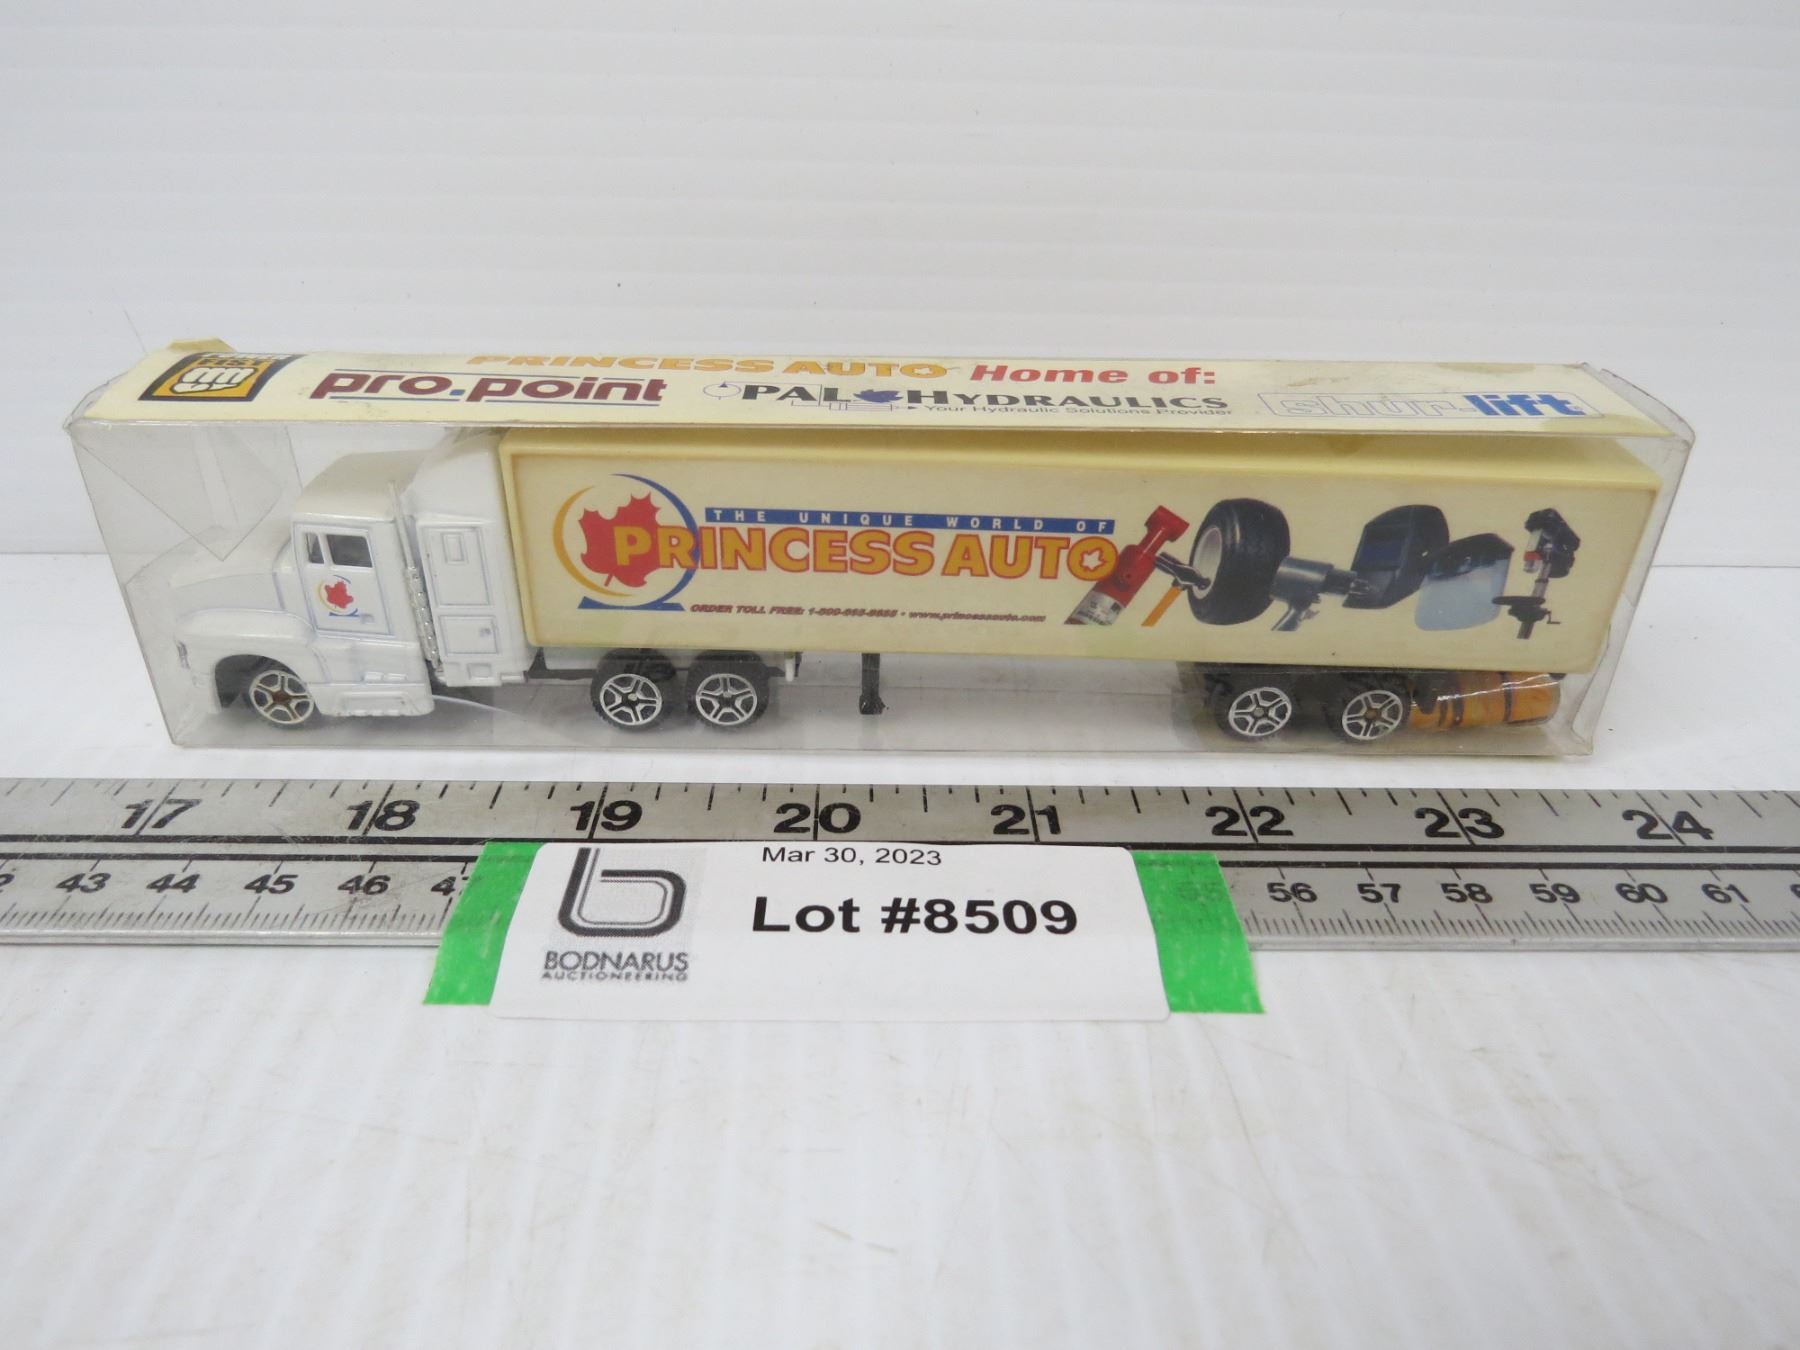 PRINCESS AUTO Home of:
FIST
pro.point
PAL HYDRAULICS
Your Hydraulic Solutions Provider
shur-lift
THE UNIQUE WORLD OF
PRINCESS AUTO
ORDER TOLL FREE: • www.princessauto.com
17 18 19 20 21 22 23 24
43 44 45 46 55 56 57 58 59 60 61
Mar 30, 2023
Lot #8509
BODNARUS
AUCTIONEERING